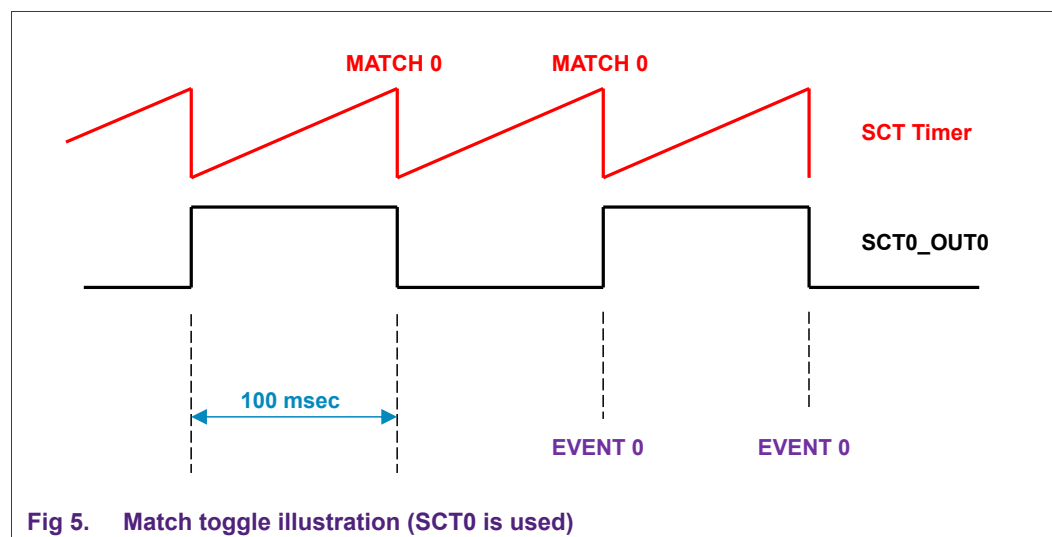 MATCH 0 MATCH 0
SCT Timer
SCT0_OUT0
100 msec
EVENT 0 EVENT 0
Fig 5. Match toggle illustration (SCT0 is used)